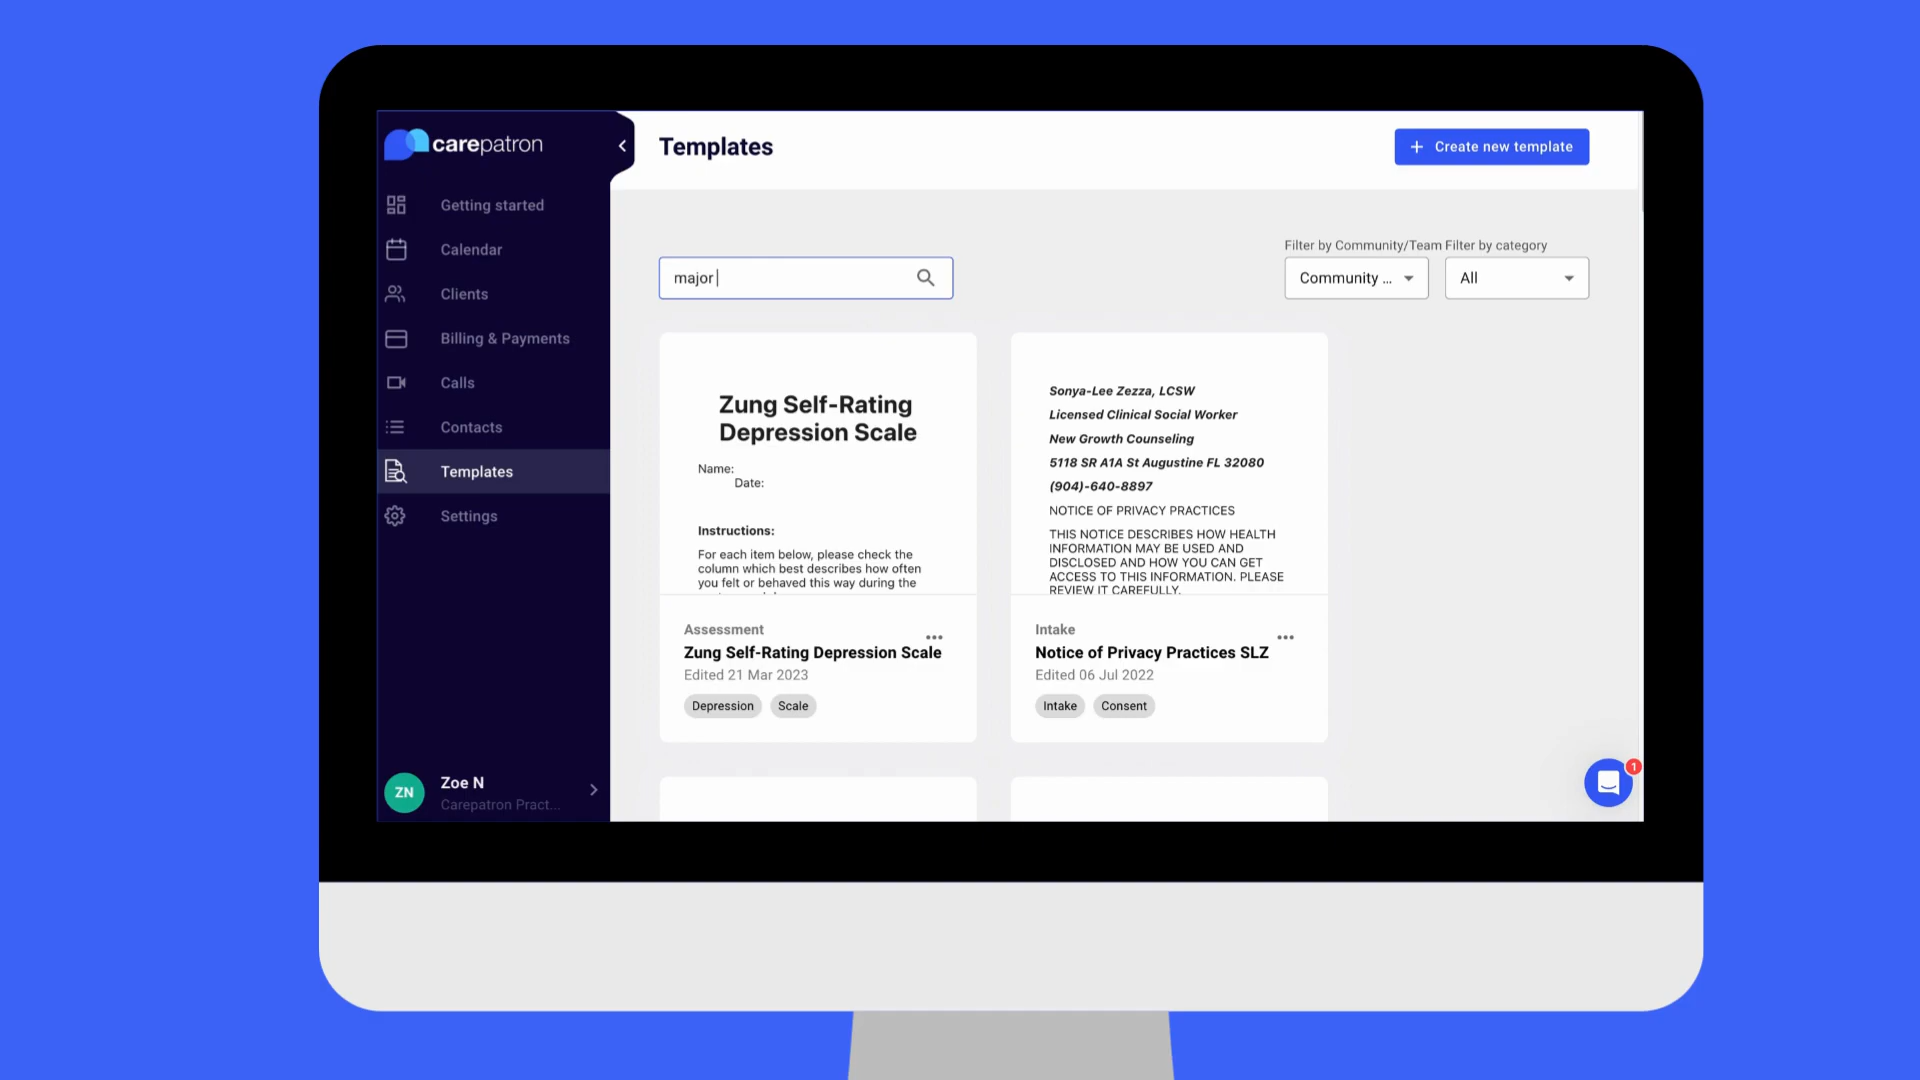 carepatron
Getting started
Calendar
Clients
Billing & Payments
Calls
Contacts
Templates
Settings
ZN
Zoe N
Carepatron Pract...
Templates
+ Create new template
major
Filter by Community/Team
Community ...
Filter by category
All
Zung Self-Rating
Depression Scale
Name:
Date:
Instructions:
For each item below, please check the
column which best describes how often
you felt or behaved this way during the
Assessment
Zung Self-Rating Depression Scale
Edited 21 Mar 2023
Depression
Scale
Sonya-Lee Zezza, LCSW
Licensed Clinical Social Worker
New Growth Counseling
5118 SR A1A St Augustine FL 32080
(904)-640-8897
NOTICE OF PRIVACY PRACTICES
THIS NOTICE DESCRIBES HOW HEALTH
INFORMATION MAY BE USED AND
DISCLOSED AND HOW YOU CAN GET
ACCESS TO THIS INFORMATION. PLEASE
REVIEW IT CAREFULLY.
Intake
Notice of Privacy Practices SLZ
Edited 06 Jul 2022
Intake
Consent
1